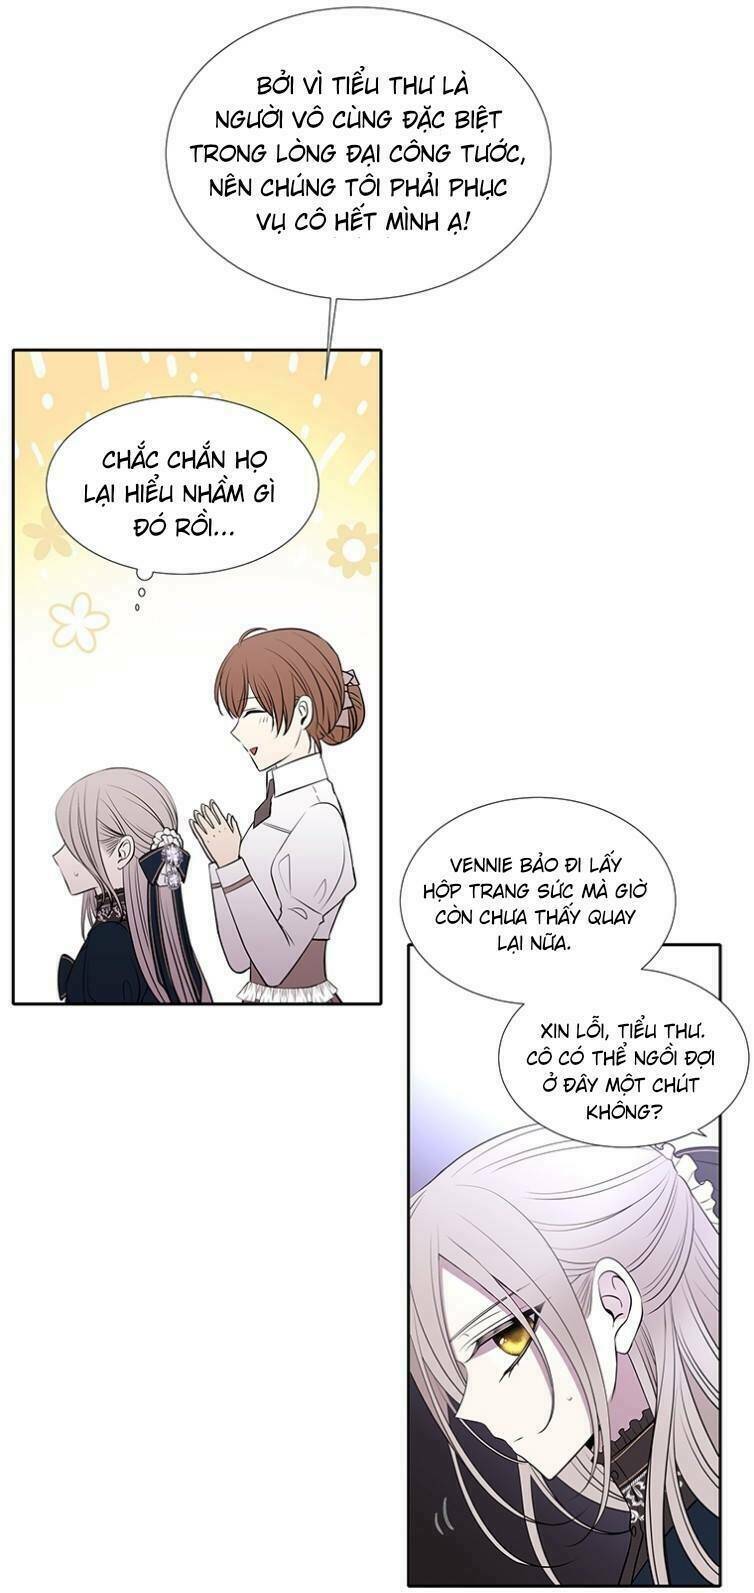 BỞI VÌ TIỂU THƯ LÀ
NGƯỜI VÔ CÙNG ĐẶC BIỆT
TRONG LÒNG ĐẠI CÔNG TƯỚC,
NÊN CHÚNG TÔI PHẢI PHỤC
VỤ CÔ HẾT MÌNH Ạ!
CHẮC CHẮN HỌ
LẠI HIỂU NHẦM GÌ
ĐÓ RỒI...
VENNIE BẢO ĐI LẤY
HỘP TRANG SỨC MÀ GIỜ
CÒN CHƯA THẤY QUAY
LẠI NỮA.
XIN LỖI, TIỂU THƯ.
CÔ CÓ THỂ NGỒI ĐỢI
Ở ĐÂY MỘT CHÚT
KHÔNG?